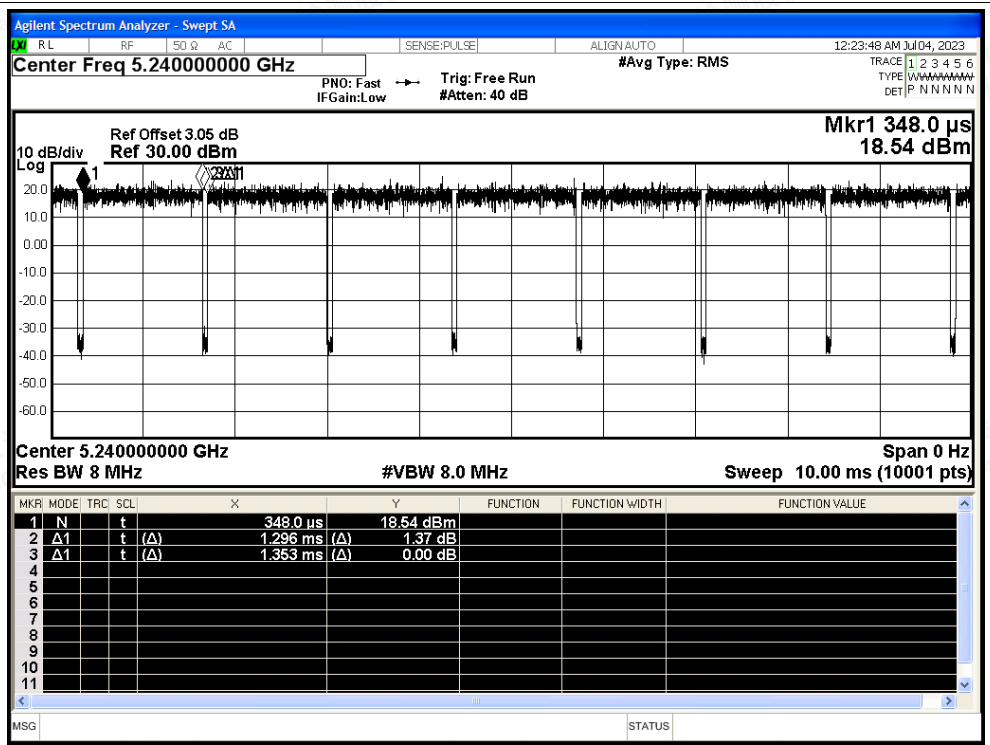 Agilent Spectrum Analyzer - Swept SA
LXI RL RF 50 Ω AC SENSE:PULSE ALIGN AUTO 12:23:48 AM Jul 04, 2023
Center Freq 5.240000000 GHz #Avg Type: RMS TRACE 1 2 3 4 5 6
PNO: Fast Trig: Free Run TYPE
IFGain:Low #Atten: 40 dB DET P N N N N N
Mkr1 348.0 µs
Ref Offset 3.05 dB
10 dB/div Ref 30.00 dBm 18.54 dBm
Log
1
20.0
10.0
0.00
-10.0
-20.0
-30.0
-40.0
-50.0
-60.0
Center 5.240000000 GHz Span 0 Hz
Res BW 8 MHz #VBW 8.0 MHz Sweep 10.00 ms (10001 pts)
MKR MODE TRC SCL X Y FUNCTION FUNCTION WIDTH FUNCTION VALUE
1 N t 348.0 µs 18.54 dBm
2 Δ1 t (Δ) 1.296 ms (Δ) 1.37 dB
3 Δ1 t (Δ) 1.353 ms (Δ) 0.00 dB
4
5
6
7
8
9
10
11
MSG STATUS